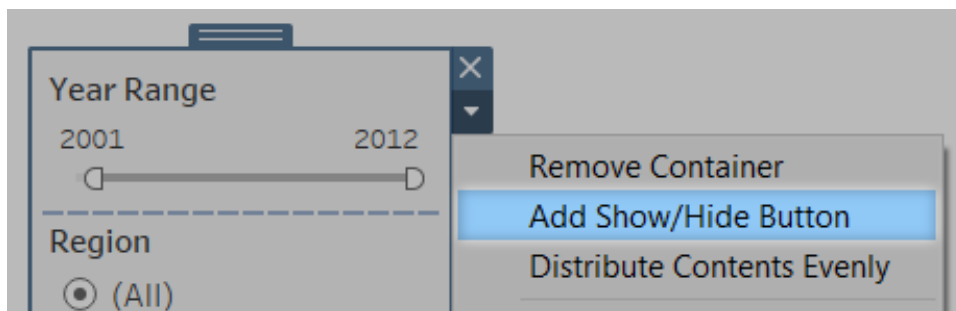 Year Range
2001 2012
Region
(All)
Remove Container
Add Show/Hide Button
Distribute Contents Evenly